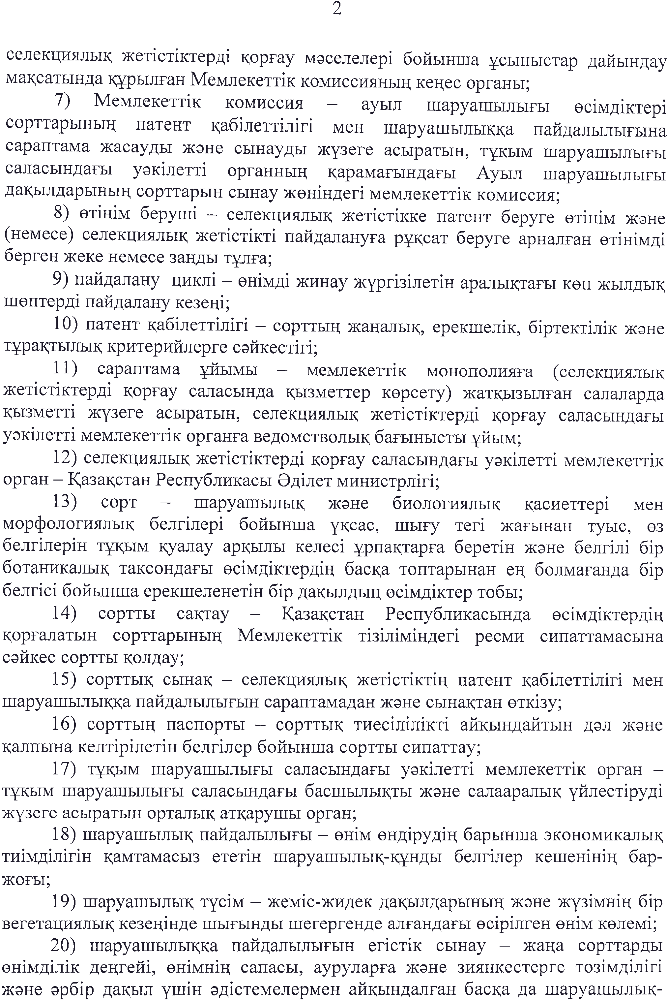 2
селекциялық жетістіктерді қорғау мәселелері бойынша ұсыныстар дайындау
мақсатында құрылған Мемлекеттік комиссияның кеңес органы;
7) Мемлекеттік комиссия – ауыл шаруашылығы өсімдіктері
сорттарының патент қабілеттілігі мен шаруашылыққа пайдалылығына
сараптама жасауды және сынауды жүзеге асыратын, тұқым шаруашылығы
саласындағы уәкілетті органның қарамағындағы Ауыл шаруашылығы
дақылдарының сорттарын сынау жөніндегі мемлекеттік комиссия;
8) өтінім беруші – селекциялық жетістікке патент беруге өтінім және
(немесе) селекциялық жетістікті пайдалануға рұқсат беруге арналған өтінімді
берген жеке немесе заңды тұлға;
9) пайдалану циклі – өнімді жинау жүргізілетін аралықтағы көп жылдық
шөптерді пайдалану кезеңі;
10) патент қабілеттілігі – сорттың жаңалық, ерекшелік, біртектілік және
тұрақтылық критерийлерге сәйкестігі;
11) сараптама ұйымы – мемлекеттік монополияға (селекциялық
жетістіктерді қорғау саласында қызметтер көрсету) жатқызылған салаларда
қызметті жүзеге асыратын, селекциялық жетістіктерді қорғау саласындағы
уәкілетті мемлекеттік органға ведомстволық бағынысты ұйым;
12) селекциялық жетістіктерді қорғау саласындағы уәкілетті мемлекеттік
орган – Қазақстан Республикасы Әділет министрлігі;
13) сорт – шаруашылық және биологиялық қасиеттері мен
морфологиялық белгілері бойынша ұқсас, шығу тегі жағынан туыс, өз
белгілерін тұқым қуалау арқылы келесі ұрпақтарға беретін және белгілі бір
ботаникалық таксондағы өсімдіктердің басқа топтарынан ең болмағанда бір
белгісі бойынша ерекшеленетін бір дақылдың өсімдіктер тобы;
14) сортты сақтау – Қазақстан Республикасында өсімдіктердің
қорғалатын сорттарының Мемлекеттік тізіліміндегі ресми сипаттамасына
сәйкес сортты қолдау;
15) сорттық сынақ – селекциялық жетістіктің патент қабілеттілігі мен
шаруашылыққа пайдалылығын сараптамадан және сынақтан өткізу;
16) сорттың паспорты – сорттық тиесілілікті айқындайтын дәл және
қалпына келтірілетін белгілер бойынша сортты сипаттау;
17) тұқым шаруашылығы саласындағы уәкілетті мемлекеттік орган –
тұқым шаруашылығы саласындағы басшылықты және салааралық үйлестіруді
жүзеге асыратын орталық атқарушы орган;
18) шаруашылық пайдалылығы – өнім өндірудің барынша экономикалық
тиімділігін қамтамасыз ететін шаруашылық-құнды белгілер кешенінің бар-
жоғы;
19) шаруашылық түсім – жеміс-жидек дақылдарының және жүзімнің бір
вегетациялық кезеңінде шығынды шегергенде алғандағы өсірілген өнім көлемі;
20) шаруашылыққа пайдалылығын егістік сынау – жаңа сорттарды
өнімділік деңгейі, өнімнің сапасы, ауруларға және зиянкестерге төзімділігі
және әрбір дақыл үшін әдістемелермен айқындалған басқа да шаруашылық-